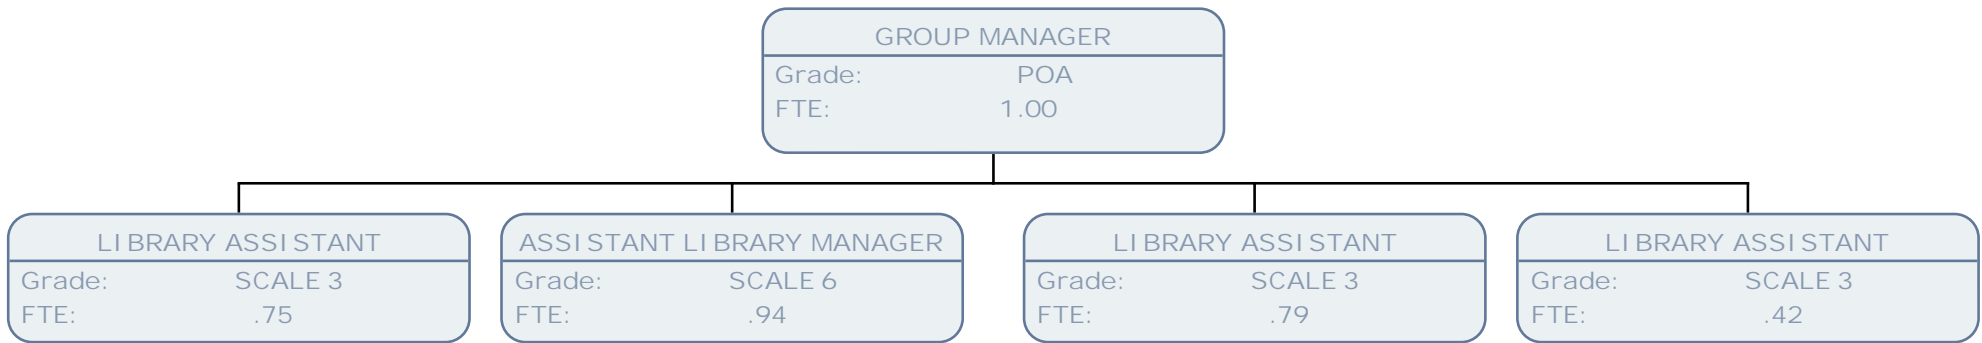 GROUP MANAGER
Grade: POA
FTE: 1.00
LIBRARY ASSISTANT
Grade: SCALE 3
FTE: .75
ASSISTANT LIBRARY MANAGER
Grade: SCALE 6
FTE: .94
LIBRARY ASSISTANT
Grade: SCALE 3
FTE: .79
LIBRARY ASSISTANT
Grade: SCALE 3
FTE: .42